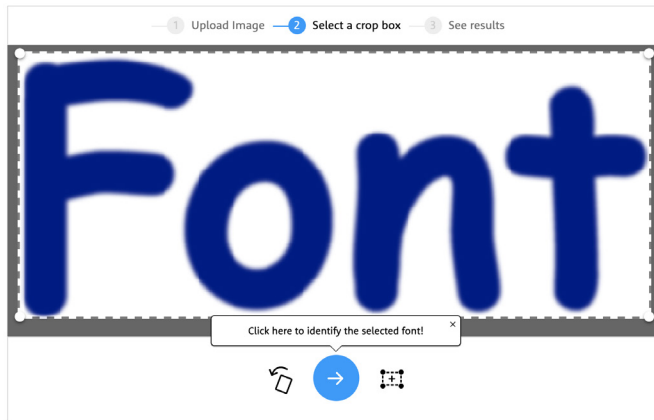 1 Upload Image 2 Select a crop box 3 See results
Font
Click here to identify the selected font!